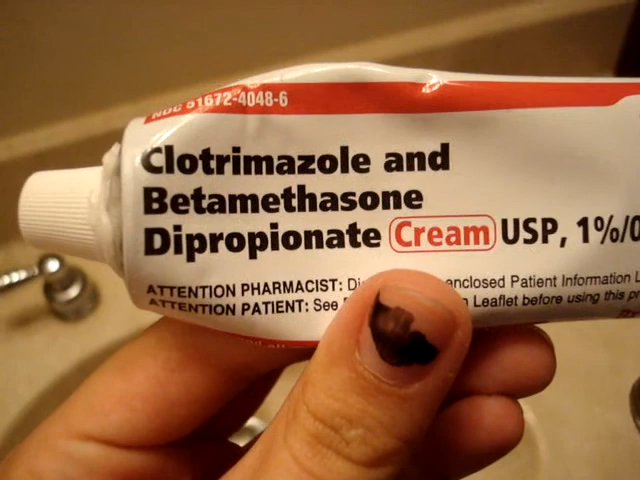 NDC 51672-4048-6
Clotrimazole and
Betamethasone
Dipropionate Cream USP, 1%/0
ATTENTION PHARMACIST: enclosed Patient Information
ATTENTION PATIENT: See Leaflet before using this